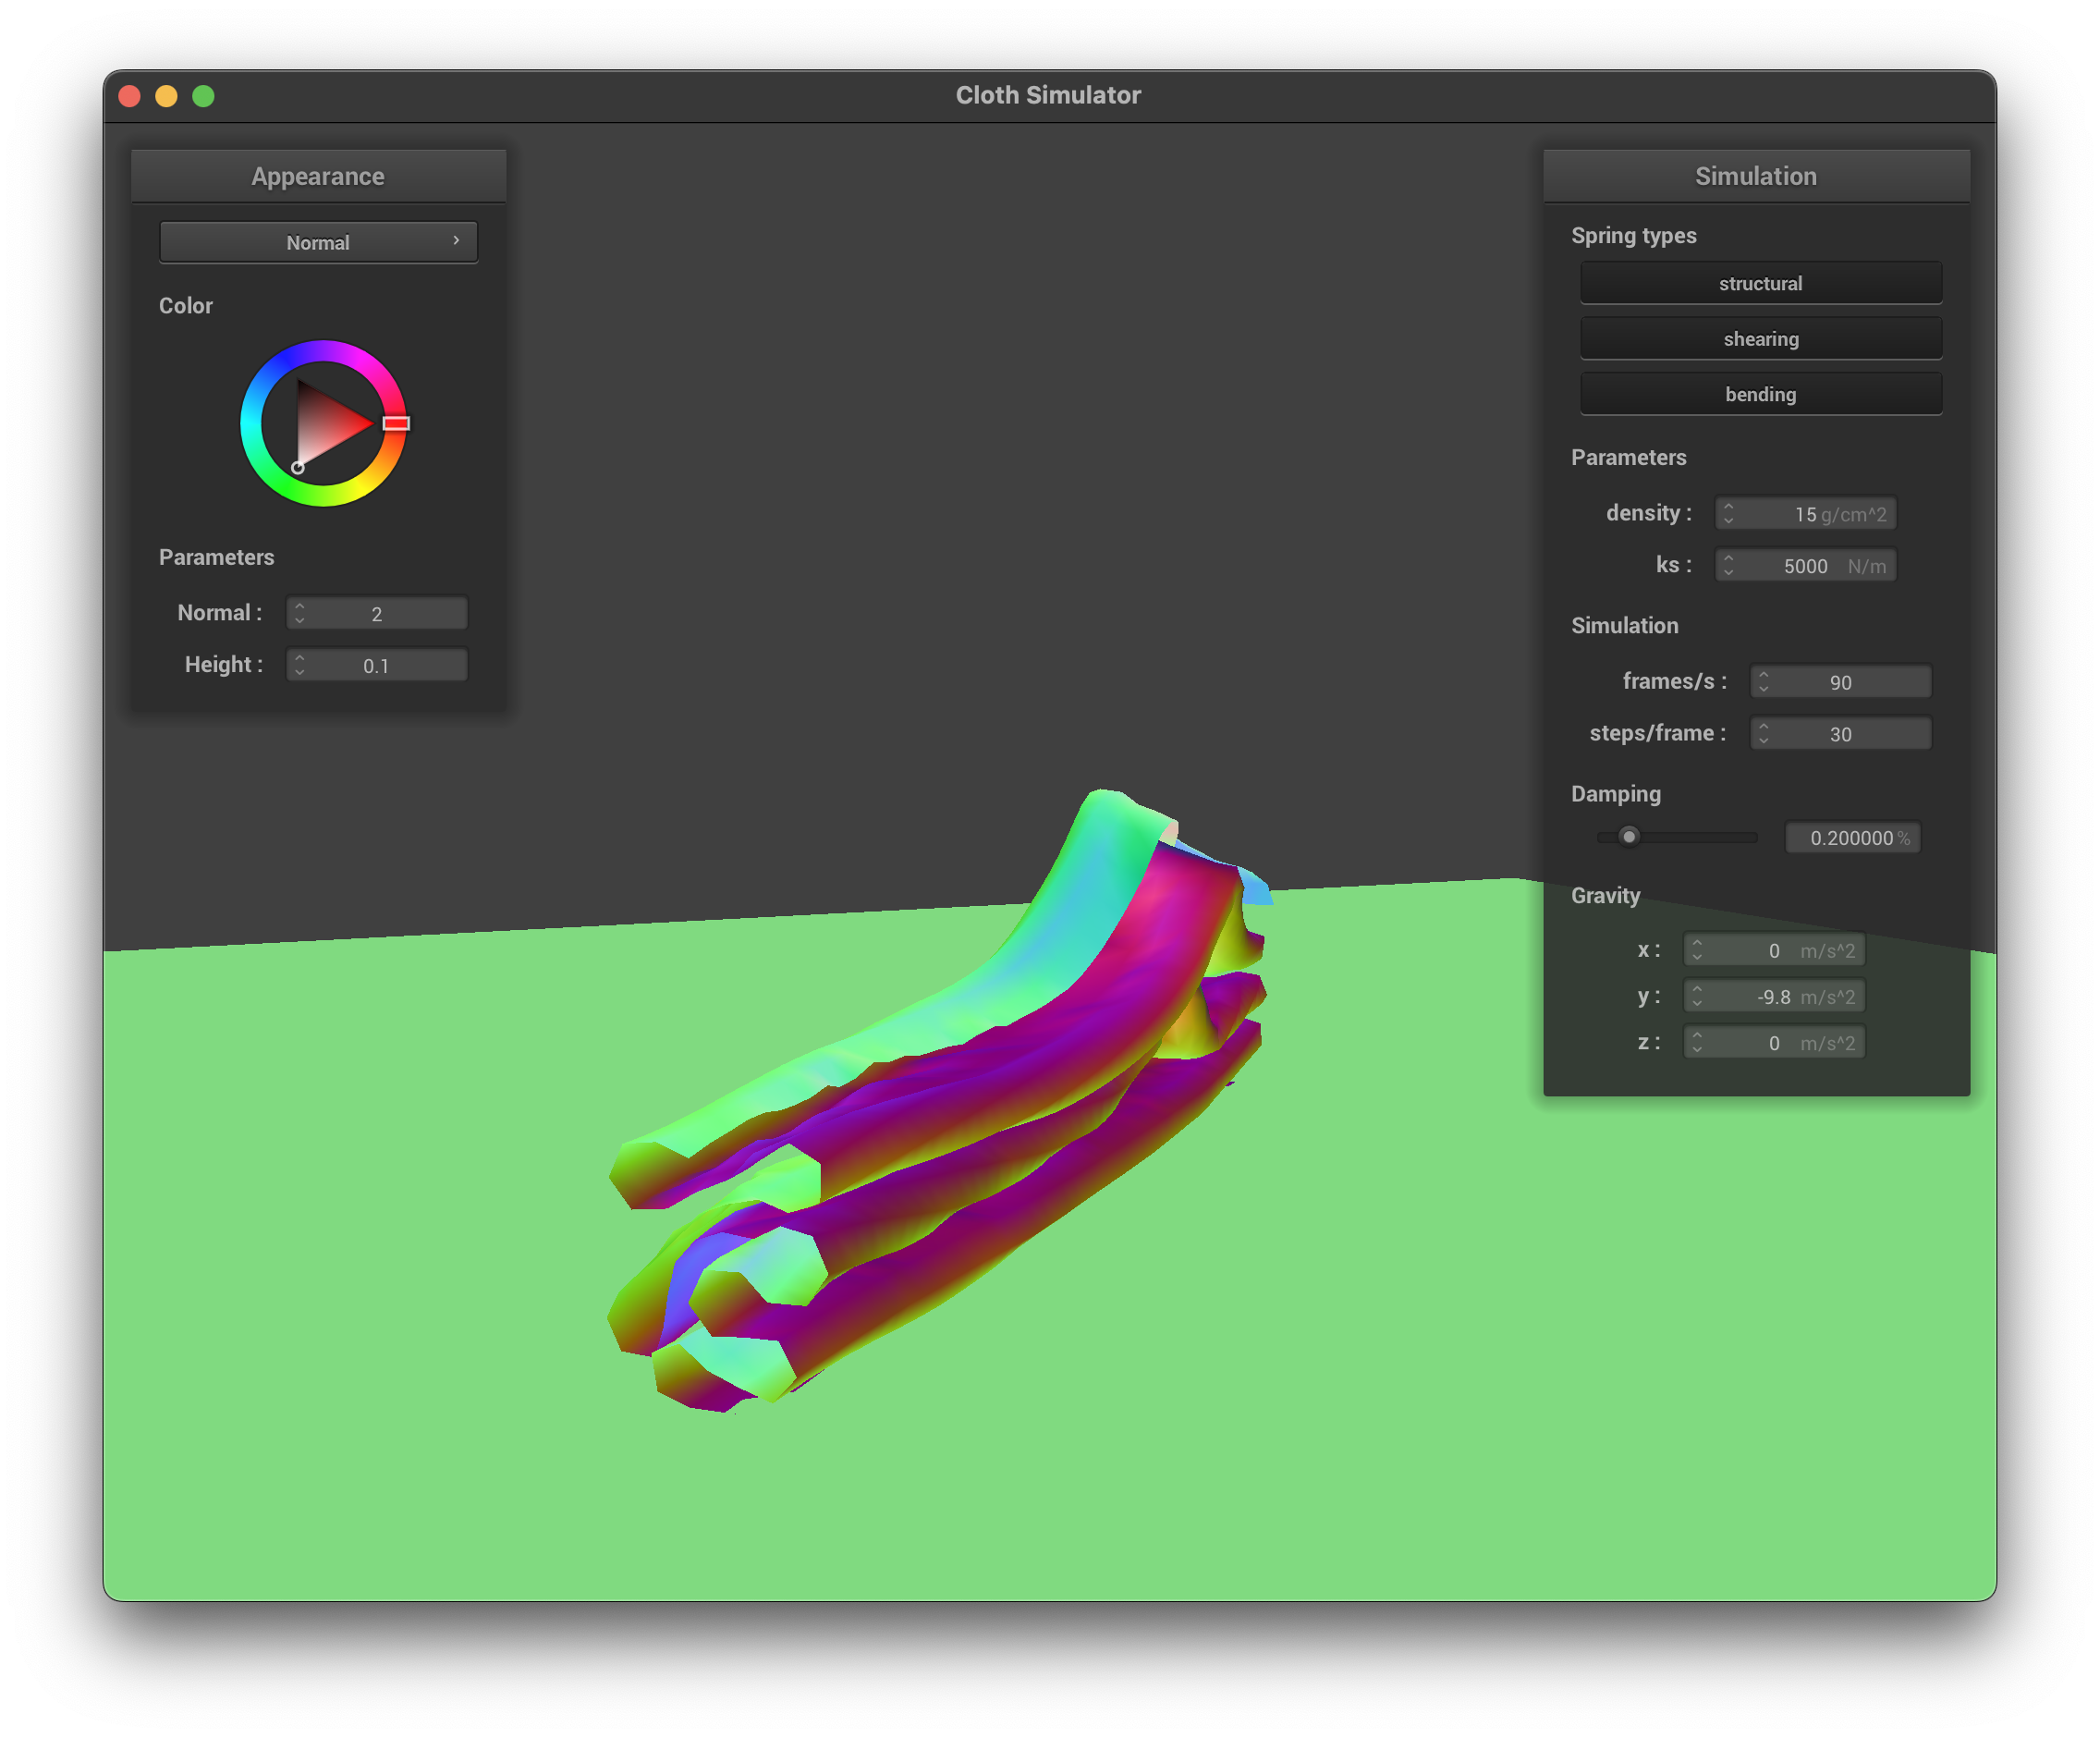 Cloth Simulator
Appearance
Normal
Color
Parameters
Normal : 2
Height : 0.1
Simulation
Spring types
structural
shearing
bending
Parameters
density : 15 g/cm^2
ks : 5000 N/m
Simulation
frames/s : 90
steps/frame : 30
Damping
0.200000 %
Gravity
x : 0 m/s^2
y : -9.8 m/s^2
z : 0 m/s^2